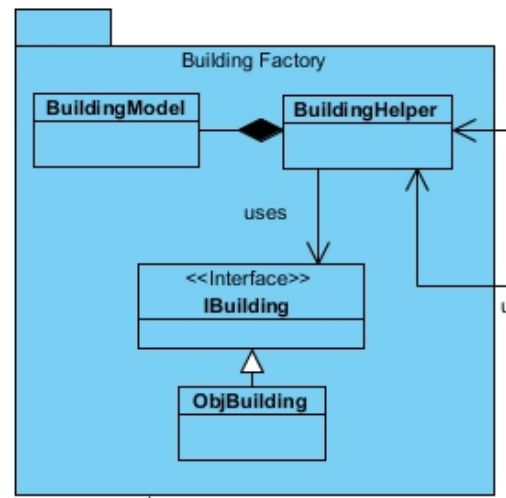 Building Factory
BuildingModel
BuildingHelper
uses
<<Interface>>
IBuilding
ObjBuilding